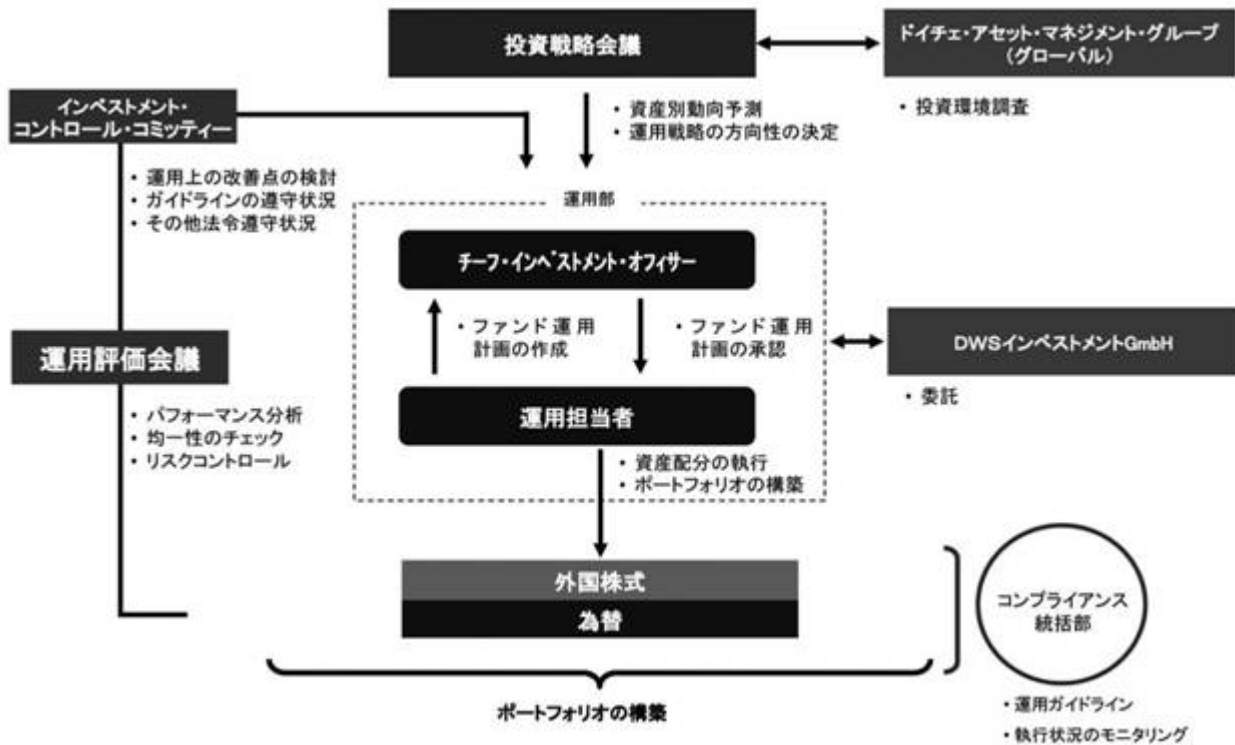 投資戦略会議
ドイチェ・アセット・マネジメント・グループ
(グローバル)
・投資環境調査
インベストメント・
コントロール・コミッティー
・資産別動向予測
・運用戦略の方向性の決定
・運用上の改善点の検討
・ガイドラインの遵守状況
・その他法令遵守状況
運用部
チーフ・インベストメント・オフィサー
・ファンド運用
計画の作成
・ファンド運用
計画の承認
DWSインベストメントGmbH
・委託
運用評価会議
・パフォーマンス分析
・均一性のチェック
・リスクコントロール
運用担当者
・資産配分の執行
・ポートフォリオの構築
外国株式
為替
コンプライアンス
統括部
・運用ガイドライン
・執行状況のモニタリング
ポートフォリオの構築